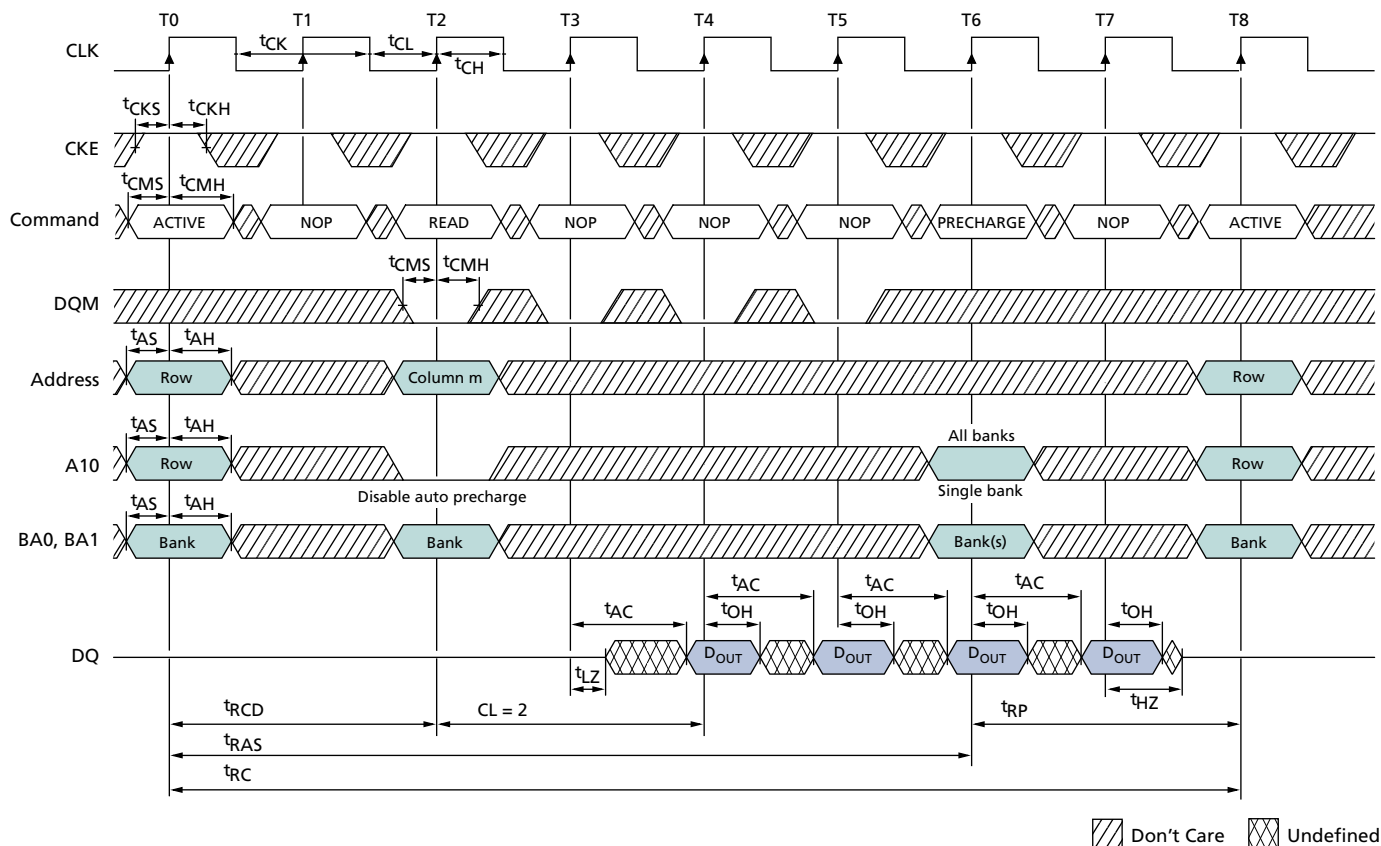 T0 T1 T2 T3 T4 T5 T6 T7 T8
CLK tCK tCL tCH
tCKS tCKH
CKE
tCMS tCMH
Command ACTIVE NOP READ NOP NOP NOP PRECHARGE NOP ACTIVE
tCMS tCMH
DQM
tAS tAH
Address Row Column m Row
tAS tAH All banks
A10 Row Row
Disable auto precharge Single bank
tAS tAH
BA0, BA1 Bank Bank Bank(s) Bank
tAC tAC tAC
tAC tOH tOH tOH tOH
DQ DOUT DOUT DOUT DOUT
tLZ tHZ
tRCD CL = 2 tRP
tRAS
tRC
Don't Care Undefined